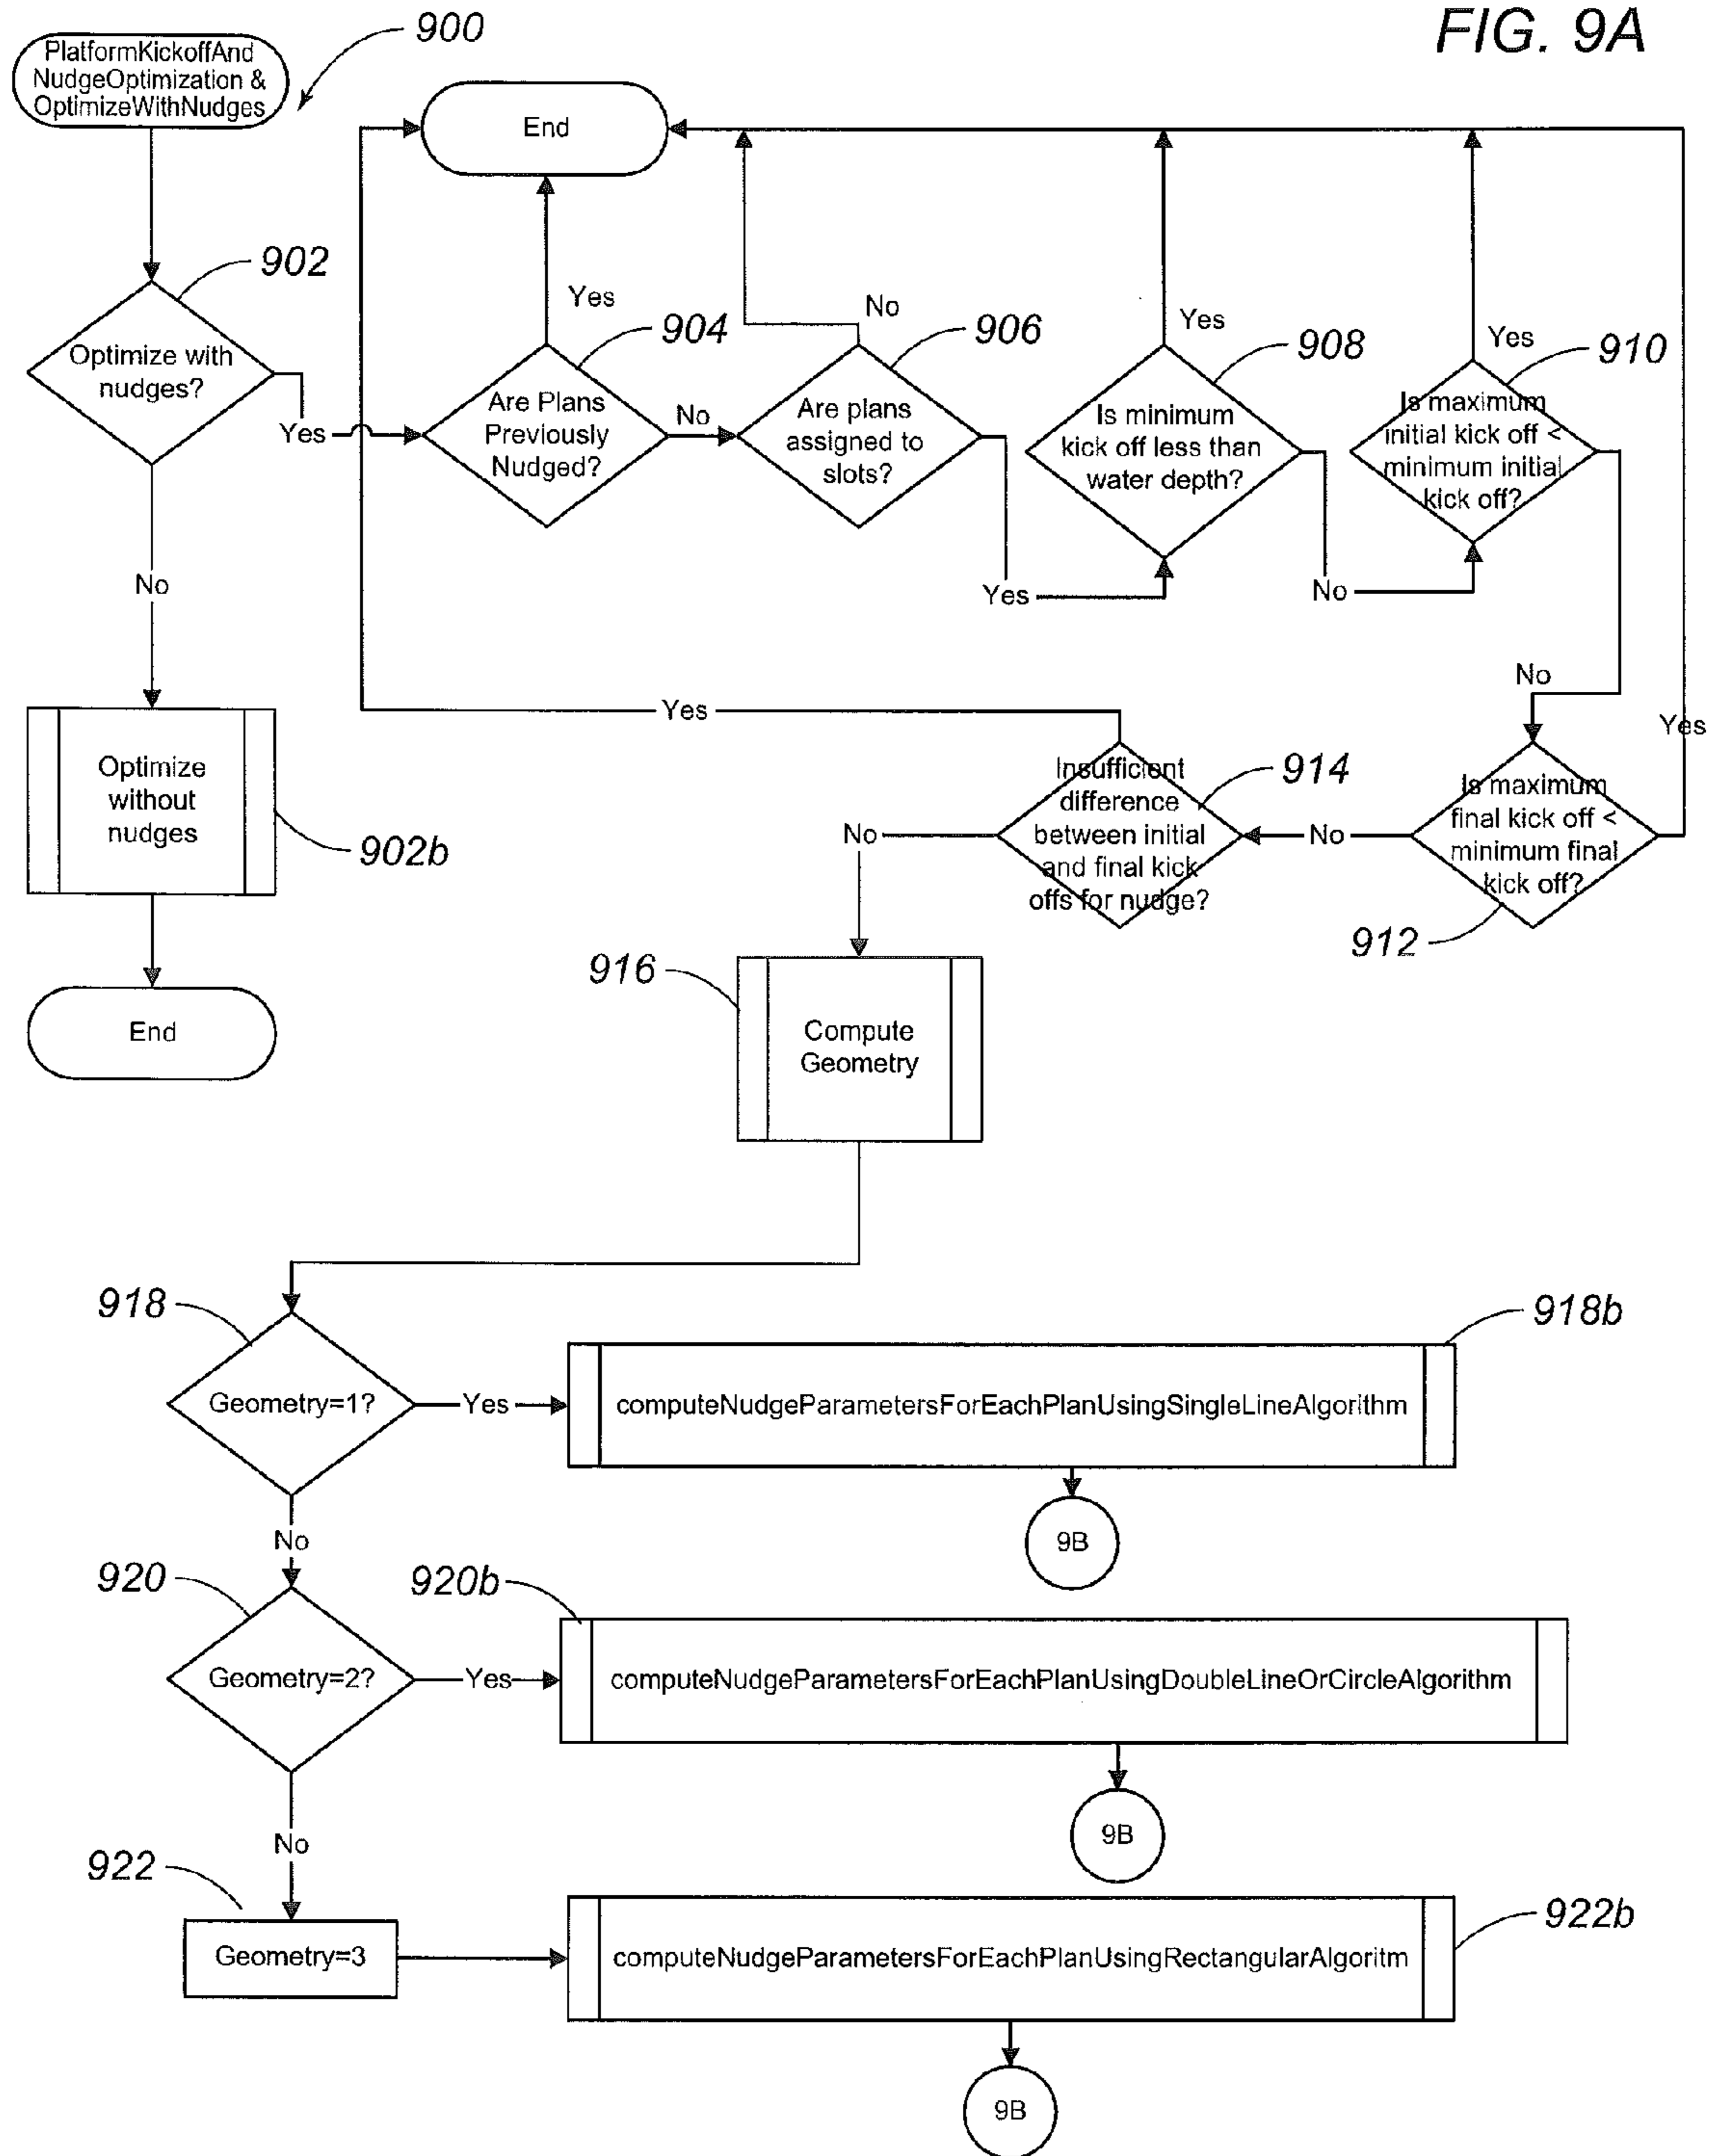 FIG. 9A
900
PlatformKickoffAnd
NudgeOptimization &
OptimizeWithNudges
End
902
Optimize with
nudges?
Yes
No
904
Are Plans
Previously
Nudged?
Yes
No
906
Are plans
assigned to
slots?
No
Yes
908
Is minimum
kick off less than
water depth?
Yes
No
910
Is maximum
initial kick off <
minimum initial
kick off?
Yes
No
902b
Optimize
without
nudges
End
912
Is maximum
final kick off <
minimum final
kick off?
Yes
No
914
Insufficient
difference
between initial
and final kick
offs for nudge?
Yes
No
916
Compute
Geometry
918
Geometry=1?
Yes
918b
computeNudgeParametersForEachPlanUsingSingleLineAlgorithm
9B
No
920
Geometry=2?
Yes
920b
computeNudgeParametersForEachPlanUsingDoubleLineOrCircleAlgorithm
9B
No
922
Geometry=3
922b
computeNudgeParametersForEachPlanUsingRectangularAlgoritm
9B